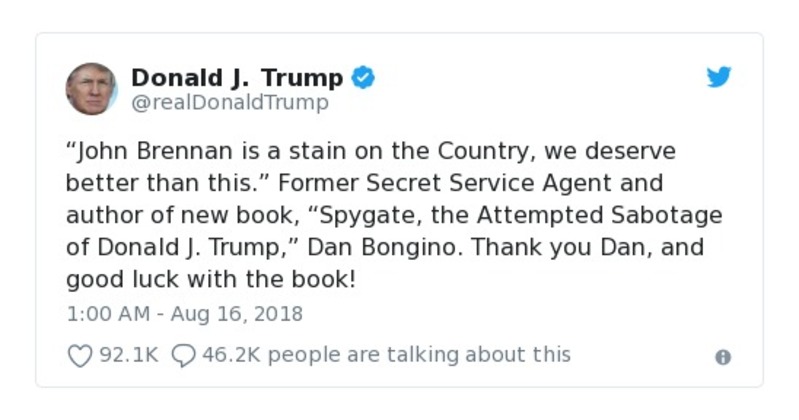 Donald J. Trump
@realDonaldTrump
“John Brennan is a stain on the Country, we deserve
better than this.” Former Secret Service Agent and
author of new book, “Spygate, the Attempted Sabotage
of Donald J. Trump,” Dan Bongino. Thank you Dan, and
good luck with the book!
1:00 AM - Aug 16, 2018
92.1K 46.2K people are talking about this